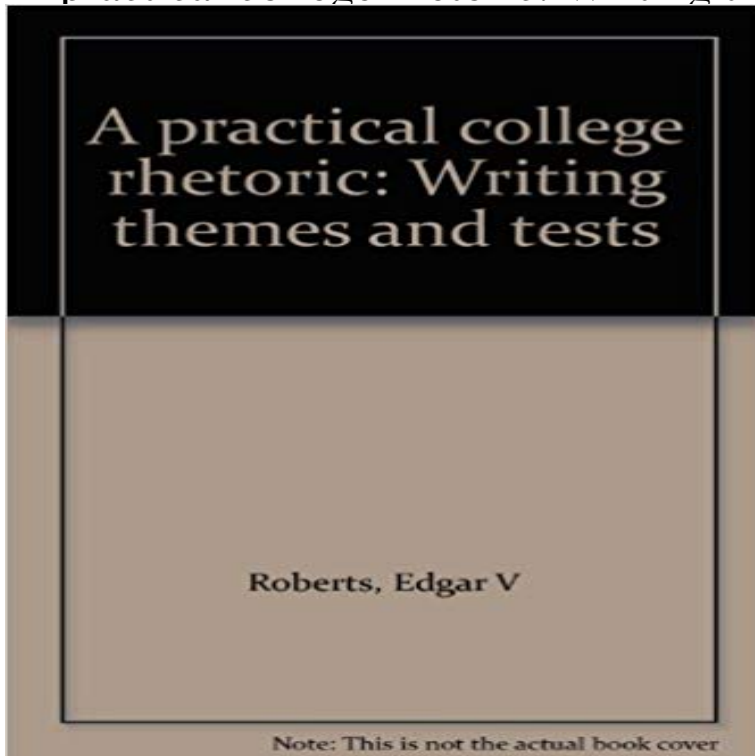 A practical college
rhetoric: Writing
themes and tests
Roberts, Edgar V
Note: This is not the actual book cover